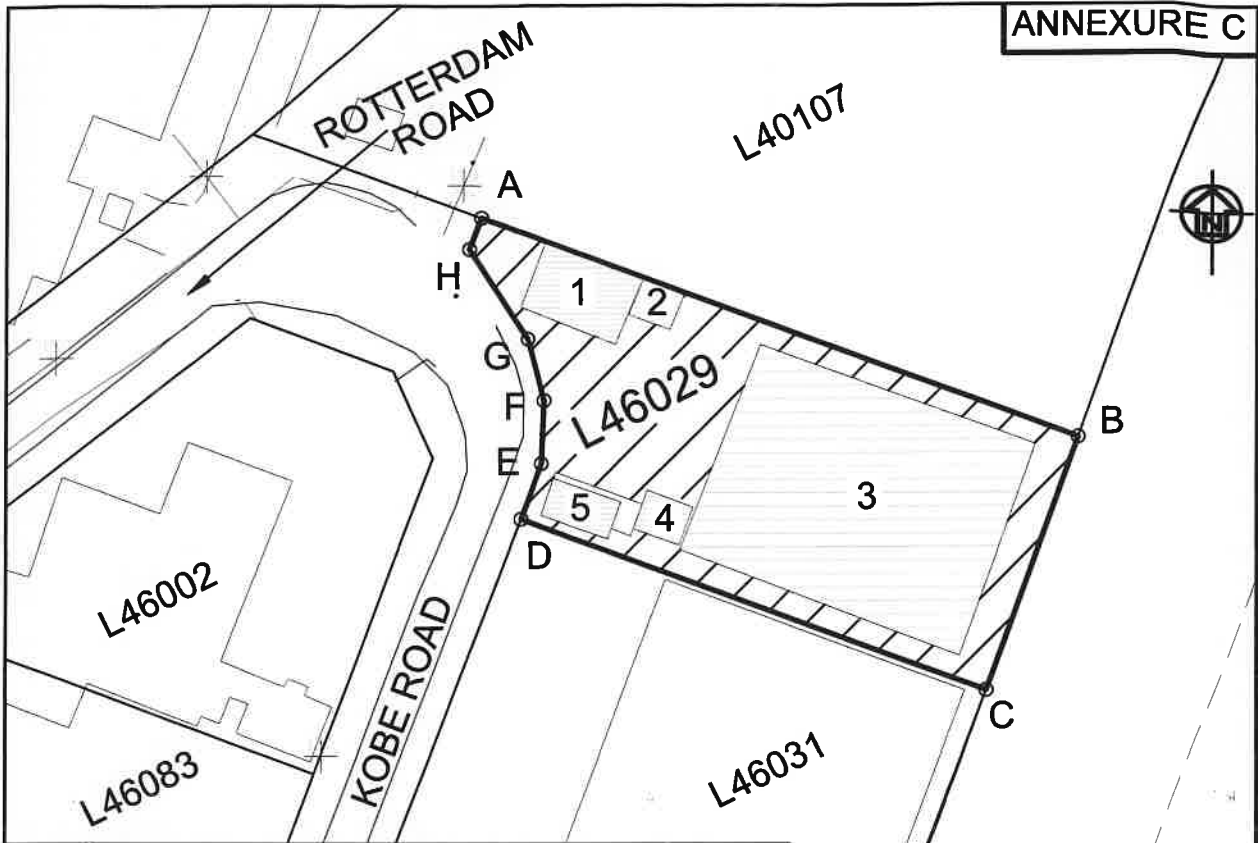 ANNEXURE C
ROTTERDAM
ROAD
L40107
A
H
1
2
G
L46029
F
B
E
3
5
4
D
L46002
KOBE ROAD
C
L46031
L46083
N